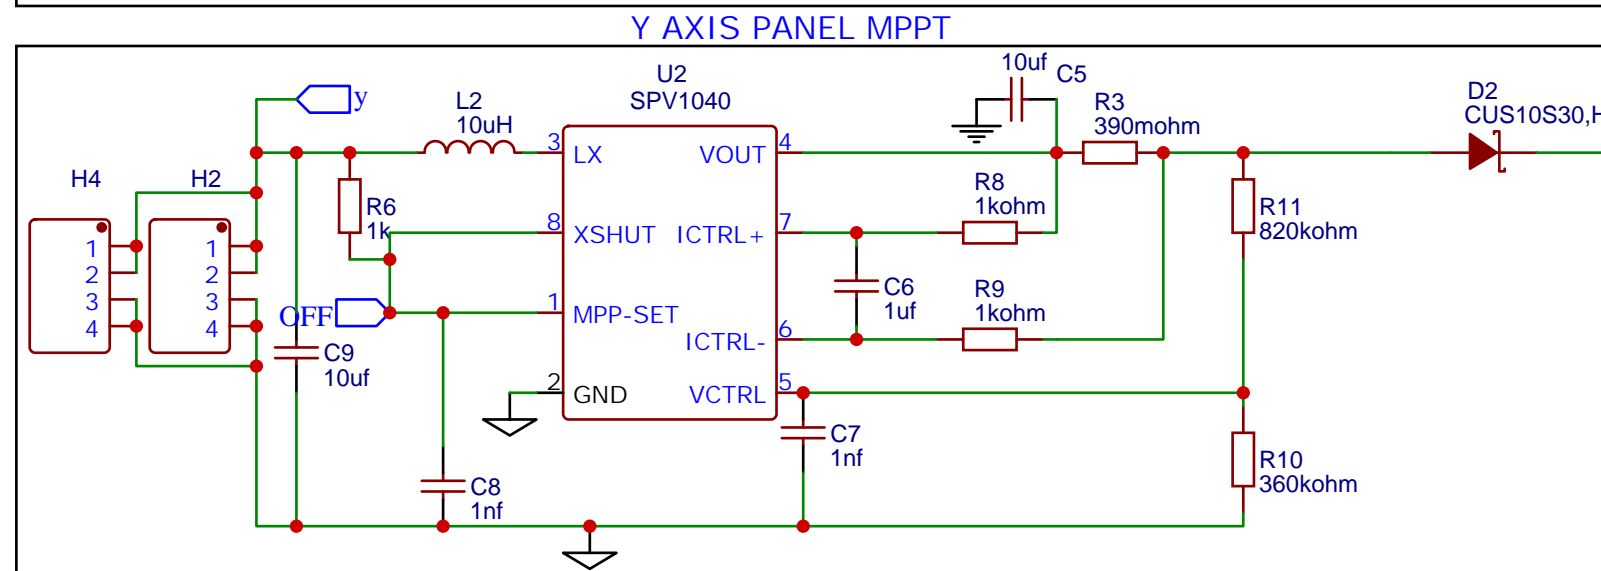 Y AXIS PANEL MPPT
y
H4
H2
1
2
3
4
1
2
3
4
C9
10uf
R6
1k
OFF
L2
10uH
C8
1nf
U2
SPV1040
3
LX
8
XSHUT
1
MPP-SET
2
GND
VOUT
4
ICTRL+
7
ICTRL-
6
VCTRL
5
10uf
C5
R3
390mohm
R8
1kohm
C6
1uf
R9
1kohm
C7
1nf
R11
820kohm
R10
360kohm
D2
CUS10S30,H